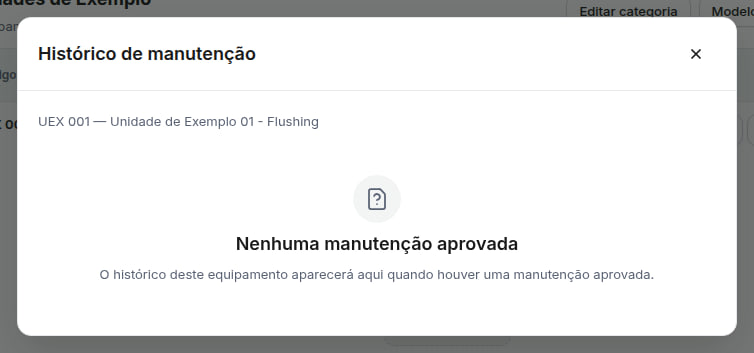 Editar categoria
Histórico de manutenção
UEX 001 — Unidade de Exemplo 01 - Flushing
Nenhuma manutenção aprovada
O histórico deste equipamento aparecerá aqui quando houver uma manutenção aprovada.